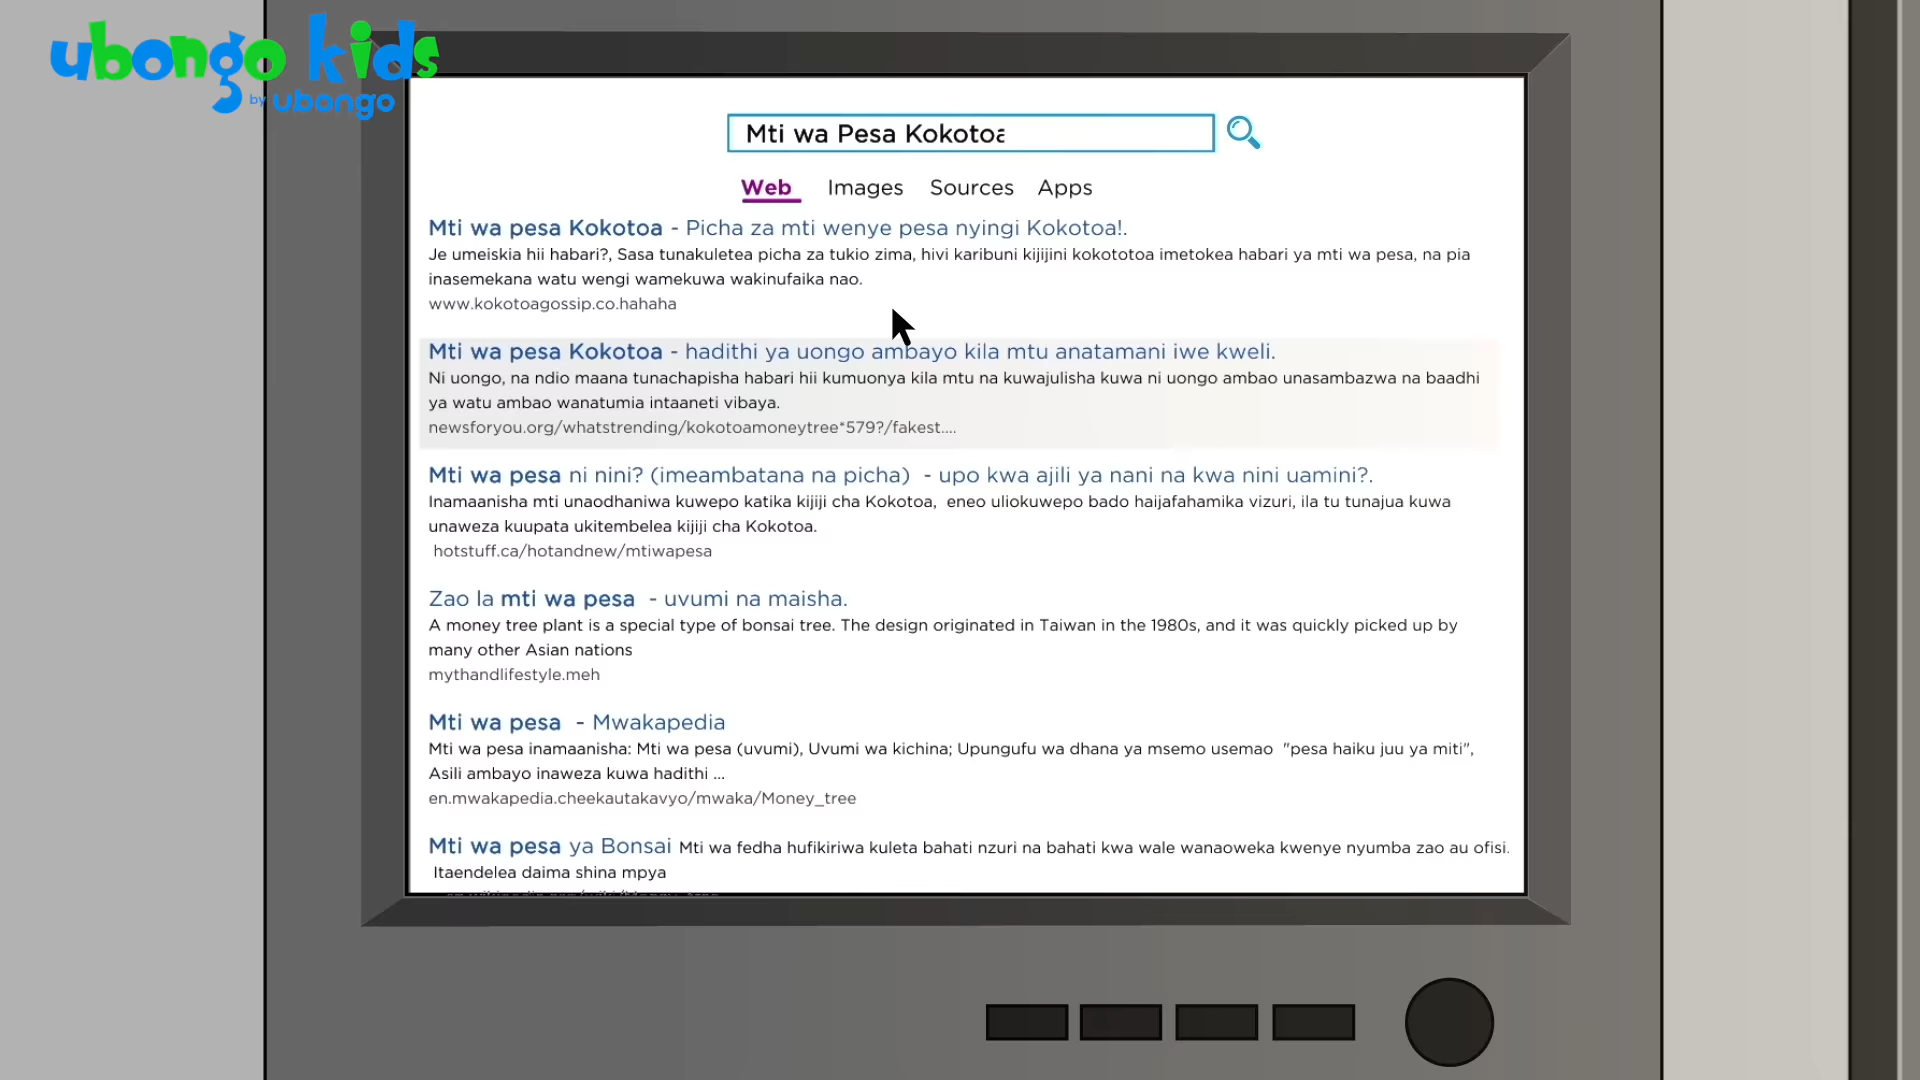 ubongo kids
by ubongo
Mti wa Pesa Kokotoa
Web Images Sources Apps
Mti wa pesa Kokotoa - Picha za mti wenye pesa nyingi Kokotoa!.
Je umeiskia hii habari?, Sasa tunakuletea picha za tukio zima, hivi karibuni kijijini kokototoa imetokea habari ya mti wa pesa, na pia
inasemekana watu wengi wamekuwa wakinufaika nao.
www.kokotoagossip.co.hahaha
Mti wa pesa Kokotoa - hadithi ya uongo ambayo kila mtu anatamani iwe kweli.
Ni uongo, na ndio maana tunachapisha habari hii kumuonya kila mtu na kuwajulisha kuwa ni uongo ambao unasambazwa na baadhi
ya watu ambao wanatumia intaaneti vibaya.
newsforyou.org/whatstrending/kokotoamoneytree*579?/fakest....
Mti wa pesa ni nini? (imeambatana na picha) - upo kwa ajili ya nani na kwa nini uamini?.
Inamaanisha mti unaodhaniwa kuwepo katika kijiji cha Kokotoa, eneo uliokuwepo bado haijafahamika vizuri, ila tu tunajua kuwa
unaweza kuupata ukitembelea kijiji cha Kokotoa.
hotstuff.ca/hotandnew/mtiwapesa
Zao la mti wa pesa - uvumi na maisha.
A money tree plant is a special type of bonsai tree. The design originated in Taiwan in the 1980s, and it was quickly picked up by
many other Asian nations
mythandlifestyle.meh
Mti wa pesa - Mwakapedia
Mti wa pesa inamaanisha: Mti wa pesa (uvumi), Uvumi wa kichina; Upungufu wa dhana ya msemo usemao "pesa haiku juu ya miti",
Asili ambayo inaweza kuwa hadithi ...
en.mwakapedia.cheekautakavyo/mwaka/Money_tree
Mti wa pesa ya Bonsai Mti wa fedha hufikiriwa kuleta bahati nzuri na bahati kwa wale wanaoweka kwenye nyumba zao au ofisi.
Itaendelea daima shina mpya